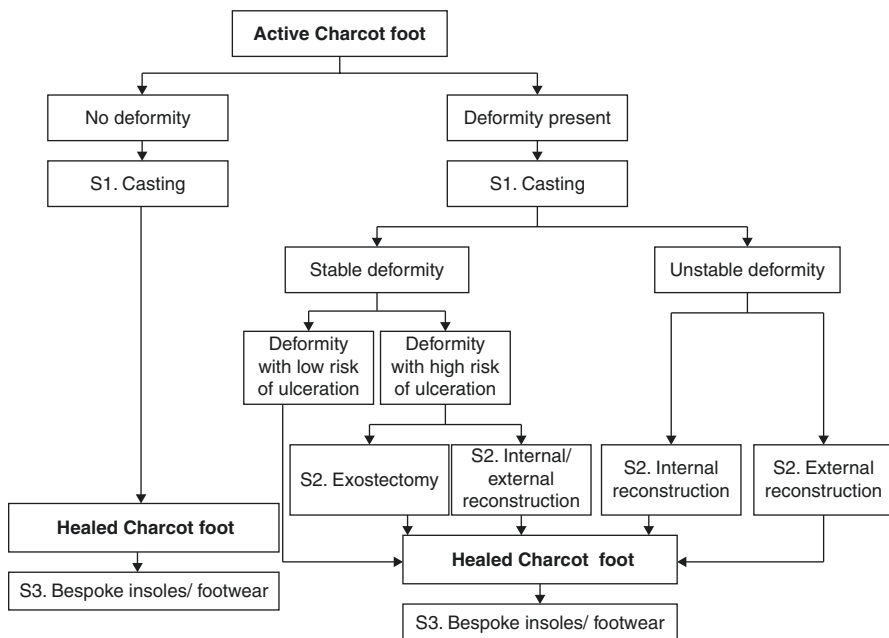 Active Charcot foot
No deformity
Deformity present
S1. Casting
S1. Casting
Stable deformity
Unstable deformity
Deformity
with low risk
of ulceration
Deformity
with high risk
of ulceration
S2. Exostectomy
S2. Internal/
external
reconstruction
S2. Internal
reconstruction
S2. External
reconstruction
Healed Charcot foot
Healed Charcot foot
S3. Bespoke insoles/ footwear
S3. Bespoke insoles/ footwear